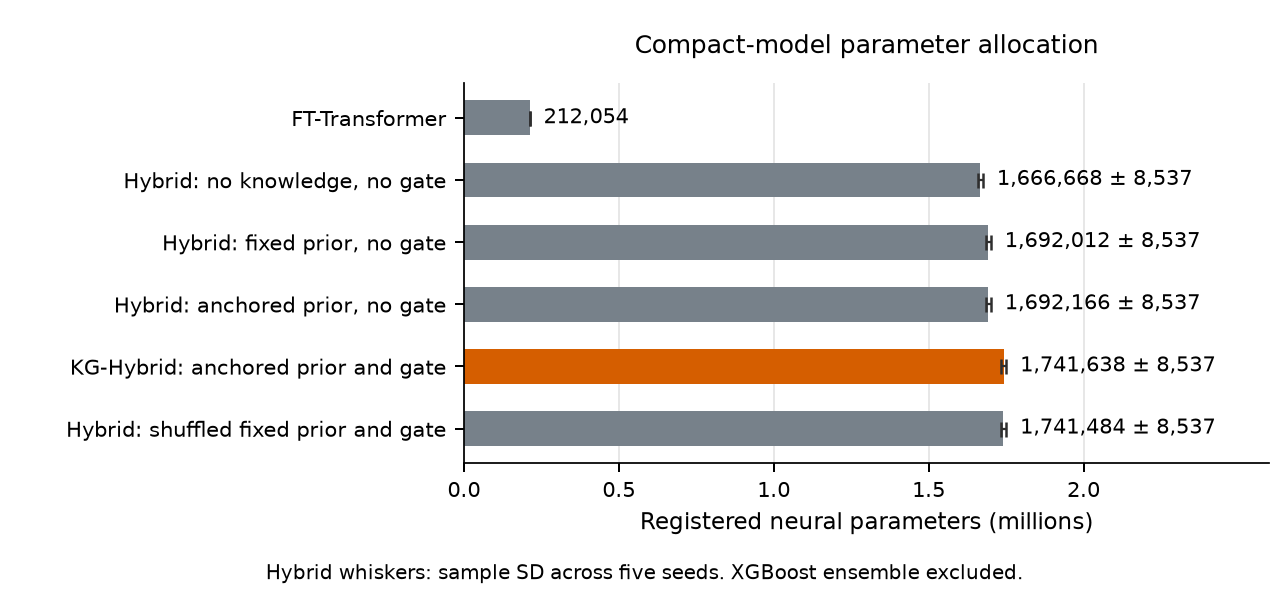 Compact-model parameter allocation
FT-Transformer 212,054
Hybrid: no knowledge, no gate 1,666,668 ± 8,537
Hybrid: fixed prior, no gate 1,692,012 ± 8,537
Hybrid: anchored prior, no gate 1,692,166 ± 8,537
KG-Hybrid: anchored prior and gate 1,741,638 ± 8,537
Hybrid: shuffled fixed prior and gate 1,741,484 ± 8,537
0.0 0.5 1.0 1.5 2.0
Registered neural parameters (millions)
Hybrid whiskers: sample SD across five seeds. XGBoost ensemble excluded.